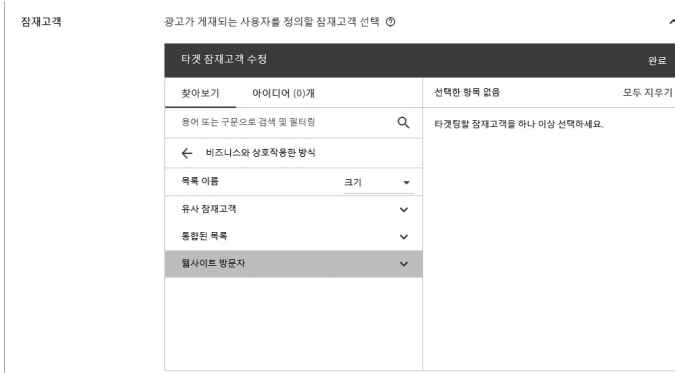 잠재고객
광고가 게재되는 사용자를 정의할 잠재고객 선택
타겟 잠재고객 수정
완료
찾아보기
아이디어 (0)개
선택한 항목 없음
모두 지우기
용어 또는 구문으로 검색 및 필터링
타겟팅할 잠재고객을 하나 이상 선택하세요.
비즈니스와 상호작용한 방식
목록 이름
크기
유사 잠재고객
통합된 목록
웹사이트 방문자